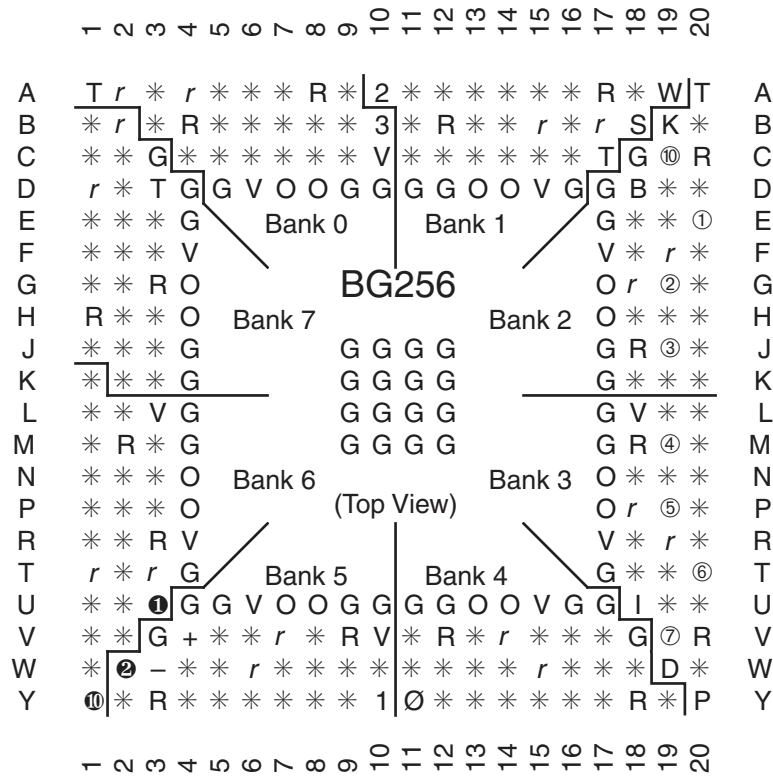 1 2 3 4 5 6 7 8 9 10 11 12 13 14 15 16 17 18 19 20
A T r ✳ r ✳ ✳ ✳ R ✳ 2 ✳ ✳ ✳ ✳ ✳ ✳ R ✳ W T A
B ✳ r ✳ R ✳ ✳ ✳ ✳ ✳ 3 ✳ R ✳ ✳ r ✳ r S K ✳ B
C ✳ ✳ G ✳ ✳ ✳ ✳ ✳ ✳ V ✳ ✳ ✳ ✳ ✳ ✳ T G ⑩ R C
D r ✳ T G G V O O G G G G O O V G G B ✳ ✳ D
E ✳ ✳ ✳ G Bank 0 Bank 1 G ✳ ✳ ① E
F ✳ ✳ ✳ V V ✳ r ✳ F
G ✳ ✳ R O BG256 O r ② ✳ G
H R ✳ ✳ O Bank 7 Bank 2 O ✳ ✳ ✳ H
J ✳ ✳ ✳ G G G G G G R ③ ✳ J
K ✳ ✳ ✳ G G G G G G ✳ ✳ ✳ K
L ✳ ✳ V G G G G G G V ✳ ✳ L
M ✳ R ✳ G G G G G G R ④ ✳ M
N ✳ ✳ ✳ O Bank 6 Bank 3 O ✳ ✳ ✳ N
P ✳ ✳ ✳ O (Top View) O r ⑤ ✳ P
R ✳ ✳ R V V ✳ r ✳ R
T r ✳ r G Bank 5 Bank 4 G ✳ ✳ ⑥ T
U ✳ ✳ ❶ G G V O O G G G G O O V G G I ✳ ✳ U
V ✳ ✳ G + ✳ ✳ r ✳ R V ✳ R ✳ r ✳ ✳ ✳ G ⑦ R V
W ✳ ❷ – ✳ ✳ r ✳ ✳ ✳ ✳ ✳ ✳ ✳ ✳ r ✳ ✳ ✳ D ✳ W
Y ❿ ✳ R ✳ ✳ ✳ ✳ ✳ ✳ 1 Ø ✳ ✳ ✳ ✳ ✳ ✳ R ✳ P Y
1 2 3 4 5 6 7 8 9 10 11 12 13 14 15 16 17 18 19 20